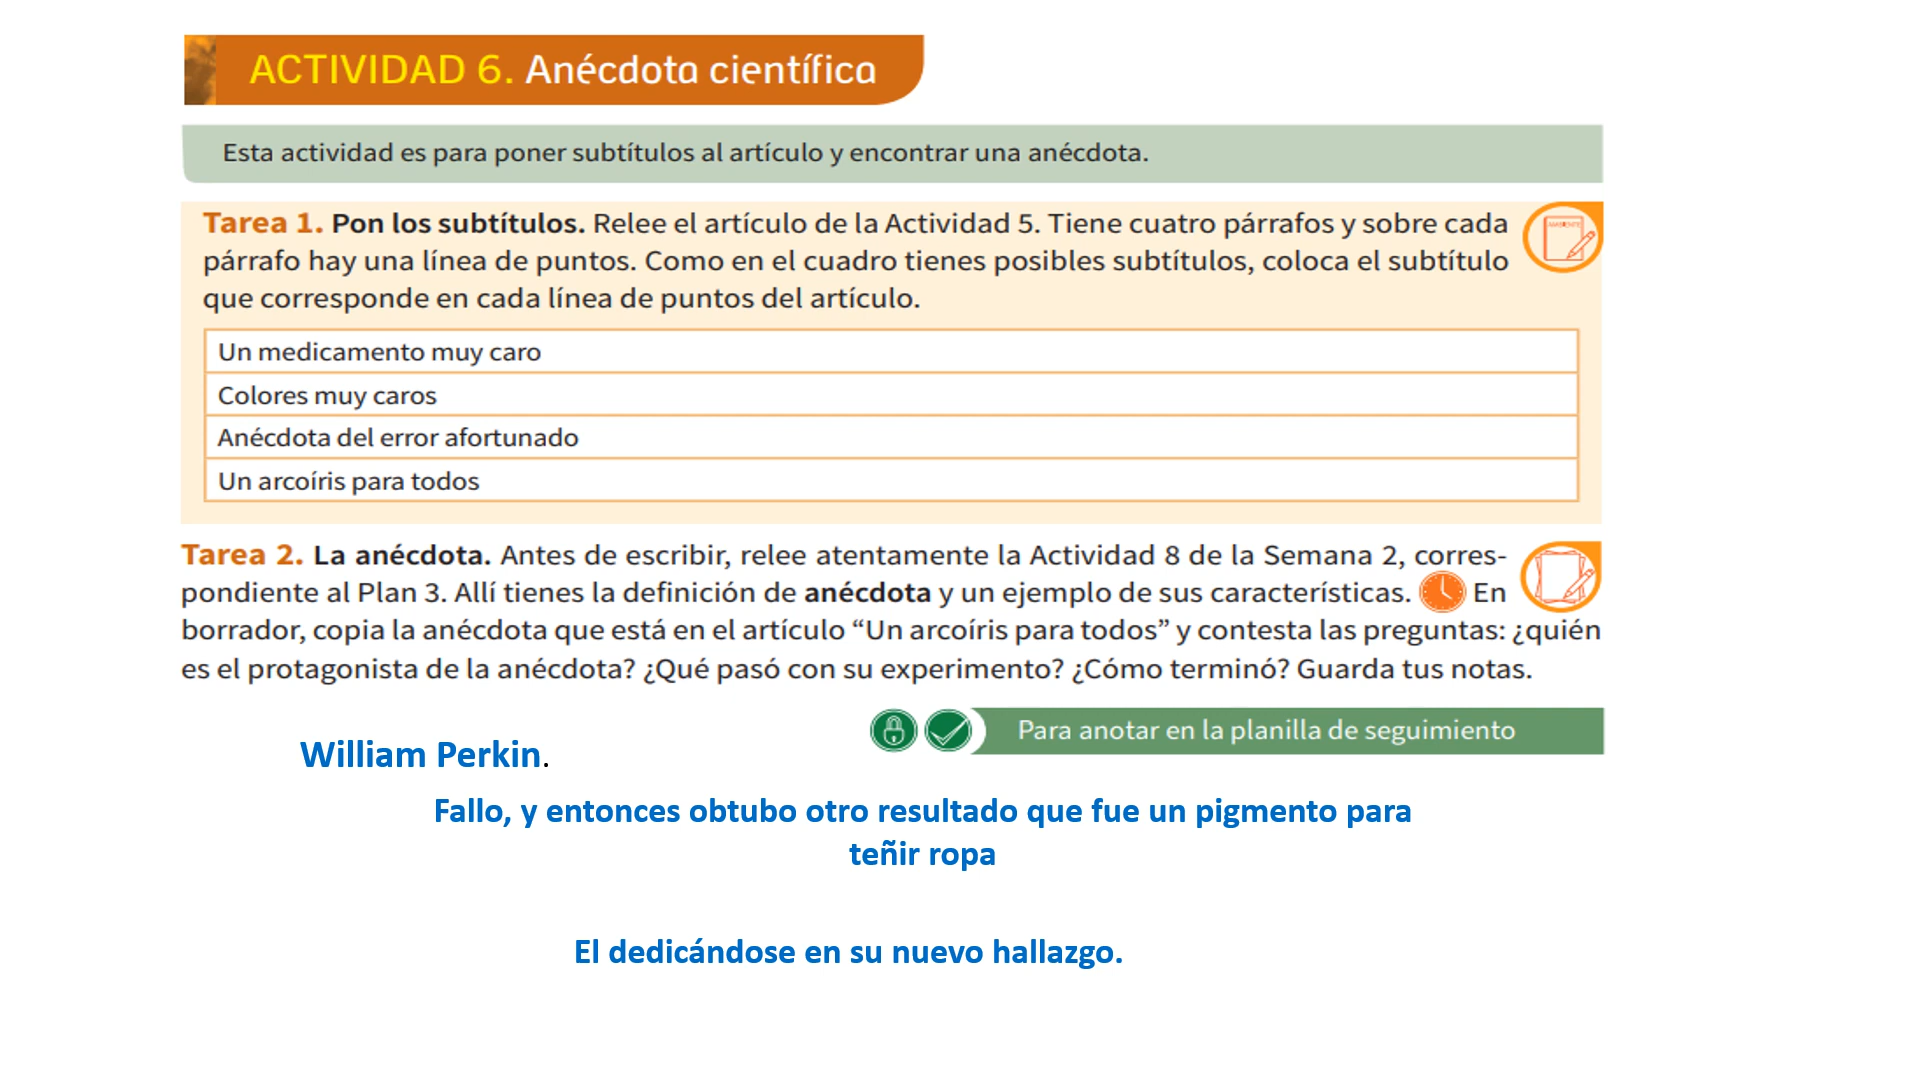 ACTIVIDAD 6. Anécdota científica
Esta actividad es para poner subtítulos al artículo y encontrar una anécdota.
Tarea 1. Pon los subtítulos. Relee el artículo de la Actividad 5. Tiene cuatro párrafos y sobre cada
párrafo hay una línea de puntos. Como en el cuadro tienes posibles subtítulos, coloca el subtítulo
que corresponde en cada línea de puntos del artículo.
Un medicamento muy caro
Colores muy caros
Anécdota del error afortunado
Un arcoíris para todos
Tarea 2. La anécdota. Antes de escribir, relee atentamente la Actividad 8 de la Semana 2, corres-
pondiente al Plan 3. Allí tienes la definición de anécdota y un ejemplo de sus características. En
borrador, copia la anécdota que está en el artículo “Un arcoíris para todos” y contesta las preguntas: ¿quién
es el protagonista de la anécdota? ¿Qué pasó con su experimento? ¿Cómo terminó? Guarda tus notas.
Para anotar en la planilla de seguimiento
William Perkin.
Fallo, y entonces obtubo otro resultado que fue un pigmento para
teñir ropa
El dedicándose en su nuevo hallazgo.